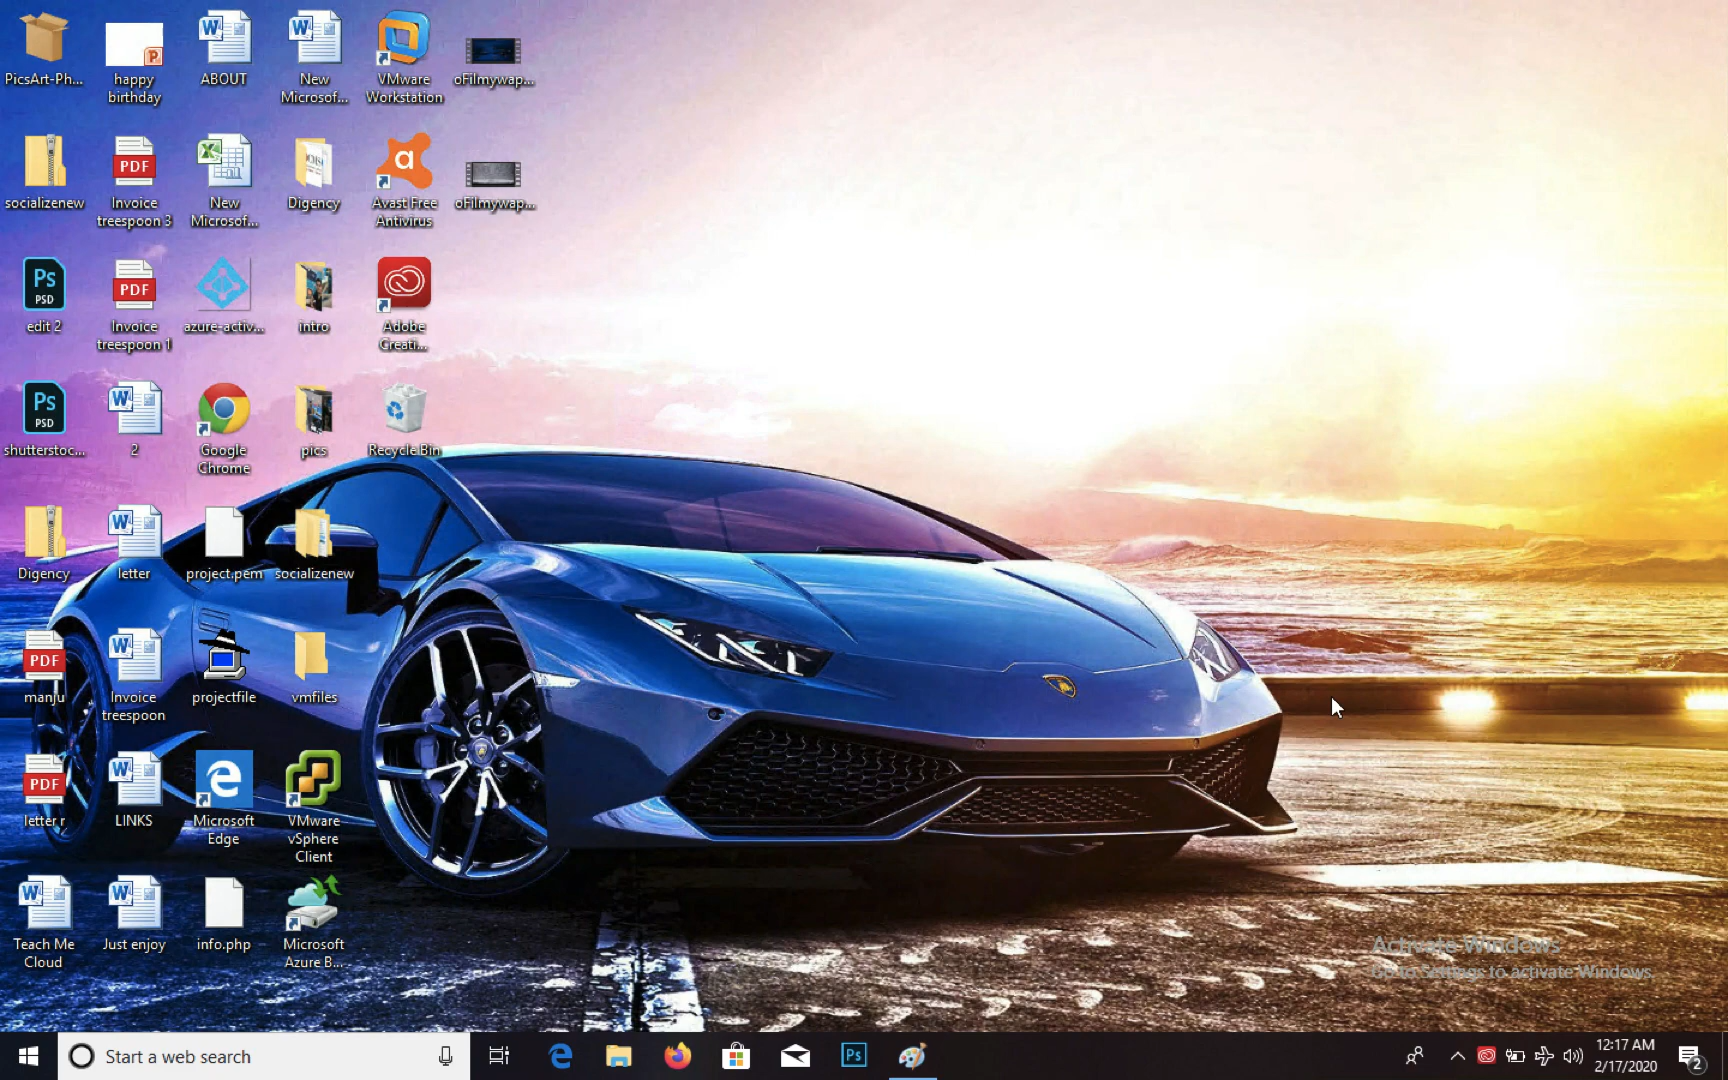 PicsArt-Ph...
happy
birthday
ABOUT
New
Microsof...
VMware
Workstation
oFilmywap...
socializenew
PDF
Invoice
treespoon 3
New
Microsof...
Digency
Avast Free
Antivirus
oFilmywap...
Ps
PSD
edit 2
PDF
Invoice
treespoon 1
azure-activ...
intro
Adobe
Creati...
Ps
PSD
shutterstoc...
2
Google
Chrome
pics
Recycle Bin
Digency
letter
project.pem
socializenew
PDF
manju
Invoice
treespoon
projectfile
vmfiles
PDF
letter r
LINKS
Microsoft
Edge
VMware
vSphere
Client
Teach Me
Cloud
Just enjoy
info.php
Microsoft
Azure B...
Activate Windows
Go to Settings to activate Windows.
Start a web search
Ps
12:17 AM
2/17/2020
2